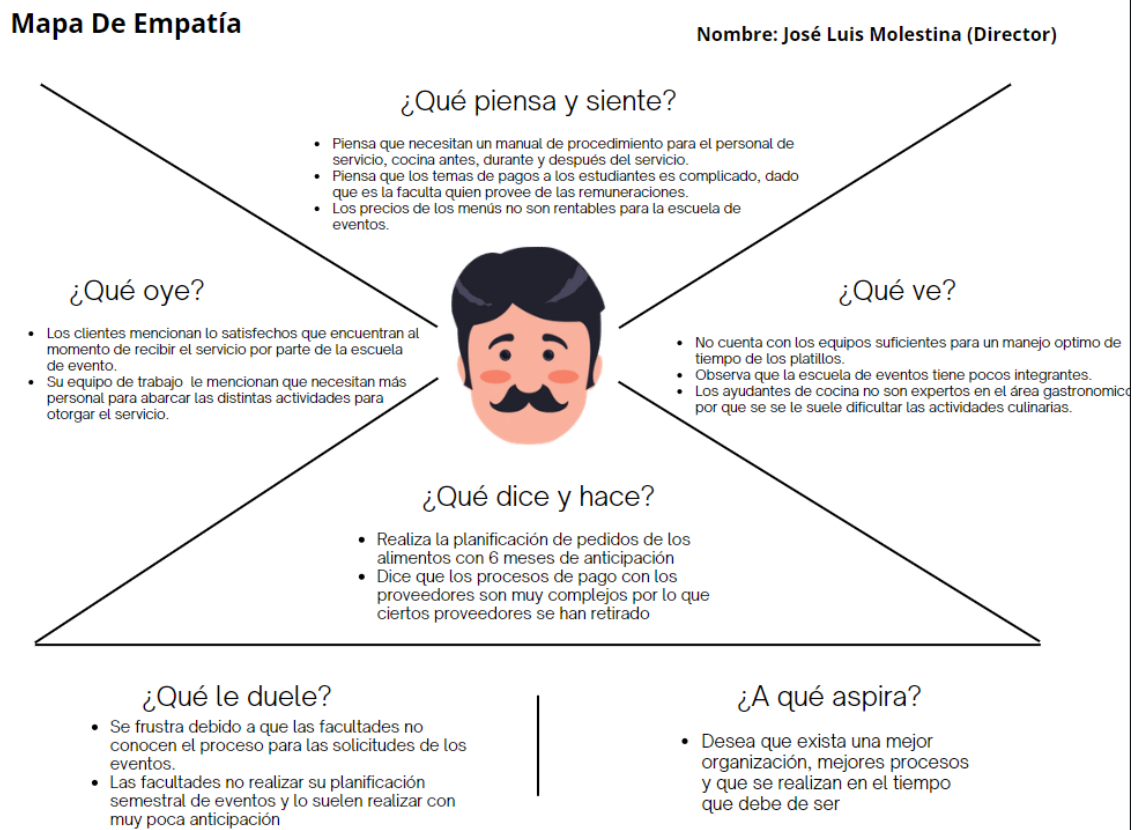 Mapa De Empatía
Nombre: José Luis Molestina (Director)
¿Qué piensa y siente?
• Piensa que necesitan un manual de procedimiento para el personal de
servicio, cocina antes, durante y después del servicio.
• Piensa que los temas de pagos a los estudiantes es complicado, dado
que es la faculta quien provee de las remuneraciones.
• Los precios de los menús no son rentables para la escuela de
eventos.
¿Qué oye?
• Los clientes mencionan lo satisfechos que encuentran al
momento de recibir el servicio por parte de la escuela
de evento.
• Su equipo de trabajo le mencionan que necesitan más
personal para abarcar las distintas actividades para
otorgar el servicio.
¿Qué ve?
• No cuenta con los equipos suficientes para un manejo optimo de
tiempo de los platillos.
• Observa que la escuela de eventos tiene pocos integrantes.
• Los ayudantes de cocina no son expertos en el área gastronomico
por que se se le suele dificultar las actividades culinarias.
¿Qué dice y hace?
• Realiza la planificación de pedidos de los
alimentos con 6 meses de anticipación
• Dice que los procesos de pago con los
proveedores son muy complejos por lo que
ciertos proveedores se han retirado
¿Qué le duele?
• Se frustra debido a que las facultades no
conocen el proceso para las solicitudes de los
eventos.
• Las facultades no realizar su planificación
semestral de eventos y lo suelen realizar con
muy poca anticipación
¿A qué aspira?
• Desea que exista una mejor
organización, mejores procesos
y que se realizan en el tiempo
que debe de ser